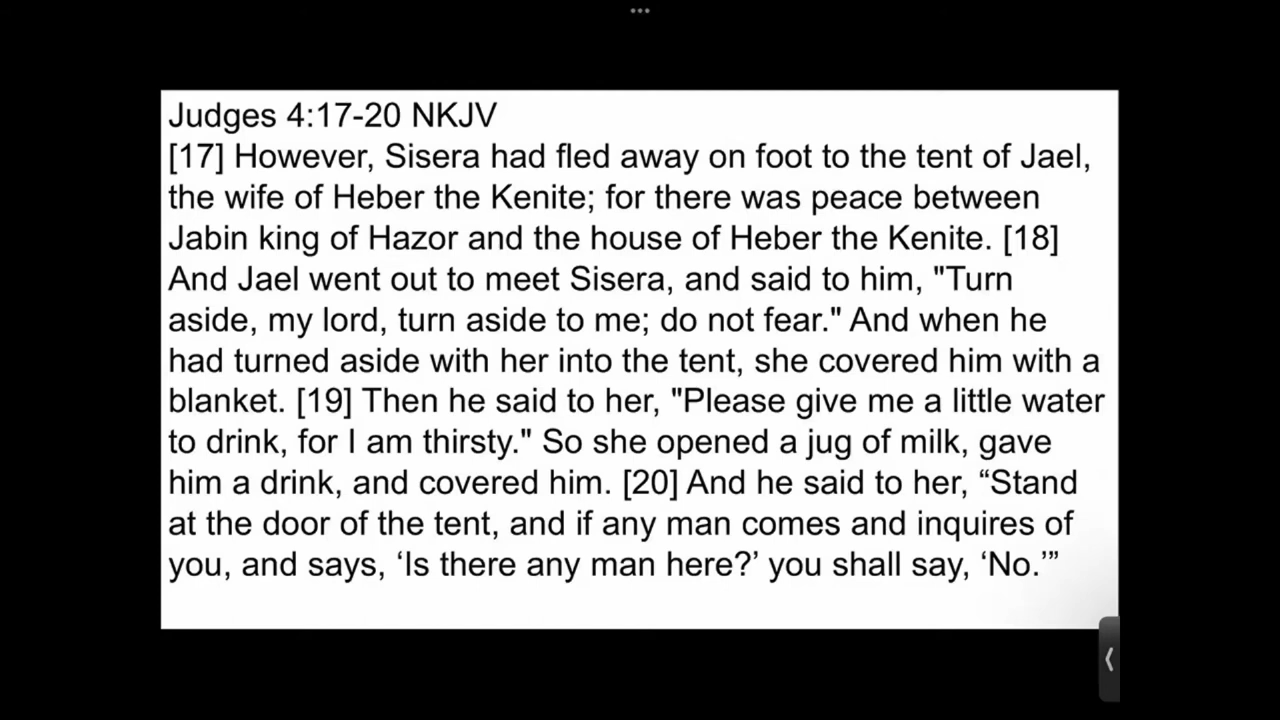 Judges 4:17-20 NKJV
[17] However, Sisera had fled away on foot to the tent of Jael,
the wife of Heber the Kenite; for there was peace between
Jabin king of Hazor and the house of Heber the Kenite. [18]
And Jael went out to meet Sisera, and said to him, "Turn
aside, my lord, turn aside to me; do not fear." And when he
had turned aside with her into the tent, she covered him with a
blanket. [19] Then he said to her, "Please give me a little water
to drink, for I am thirsty." So she opened a jug of milk, gave
him a drink, and covered him. [20] And he said to her, “Stand
at the door of the tent, and if any man comes and inquires of
you, and says, ‘Is there any man here?’ you shall say, ‘No.’”